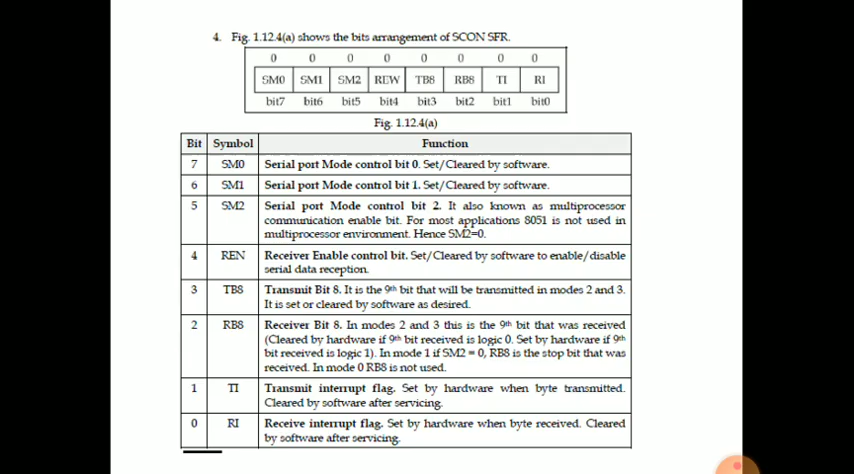 4. Fig. 1.12.4(a) shows the bits arrangement of SCON SFR.
0 0 0 0 0 0 0 0
SM0 SM1 SM2 REW TB8 RB8 TI RI
bit7 bit6 bit5 bit4 bit3 bit2 bit1 bit0
Fig. 1.12.4(a)
Bit Symbol Function
7 SM0 Serial port Mode control bit 0. Set/Cleared by software.
6 SM1 Serial port Mode control bit 1. Set/Cleared by software.
5 SM2 Serial port Mode control bit 2. It also known as multiprocessor
communication enable bit. For most applications 8051 is not used in
multiprocessor environment. Hence SM2=0.
4 REN Receiver Enable control bit. Set/Cleared by software to enable/disable
serial data reception.
3 TB8 Transmit Bit 8. It is the 9th bit that will be transmitted in modes 2 and 3.
It is set or cleared by software as desired.
2 RB8 Receiver Bit 8. In modes 2 and 3 this is the 9th bit that was received
(Cleared by hardware if 9th bit received is logic 0. Set by hardware if 9th
bit received is logic 1). In mode 1 if SM2 = 0, RB8 is the stop bit that was
received. In mode 0 RB8 is not used.
1 TI Transmit interrupt flag. Set by hardware when byte transmitted.
Cleared by software after servicing.
0 RI Receive interrupt flag. Set by hardware when byte received. Cleared
by software after servicing.